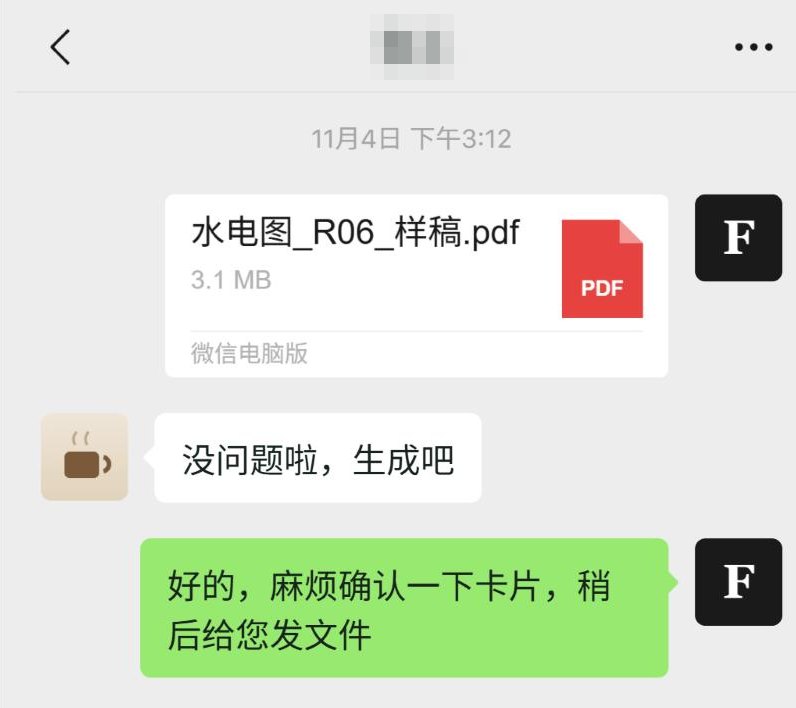 11月4日 下午3:12
水电图_R06_样稿.pdf
3.1 MB
PDF
微信电脑版
F
没问题啦，生成吧
好的，麻烦确认一下卡片，稍
后给您发文件
F